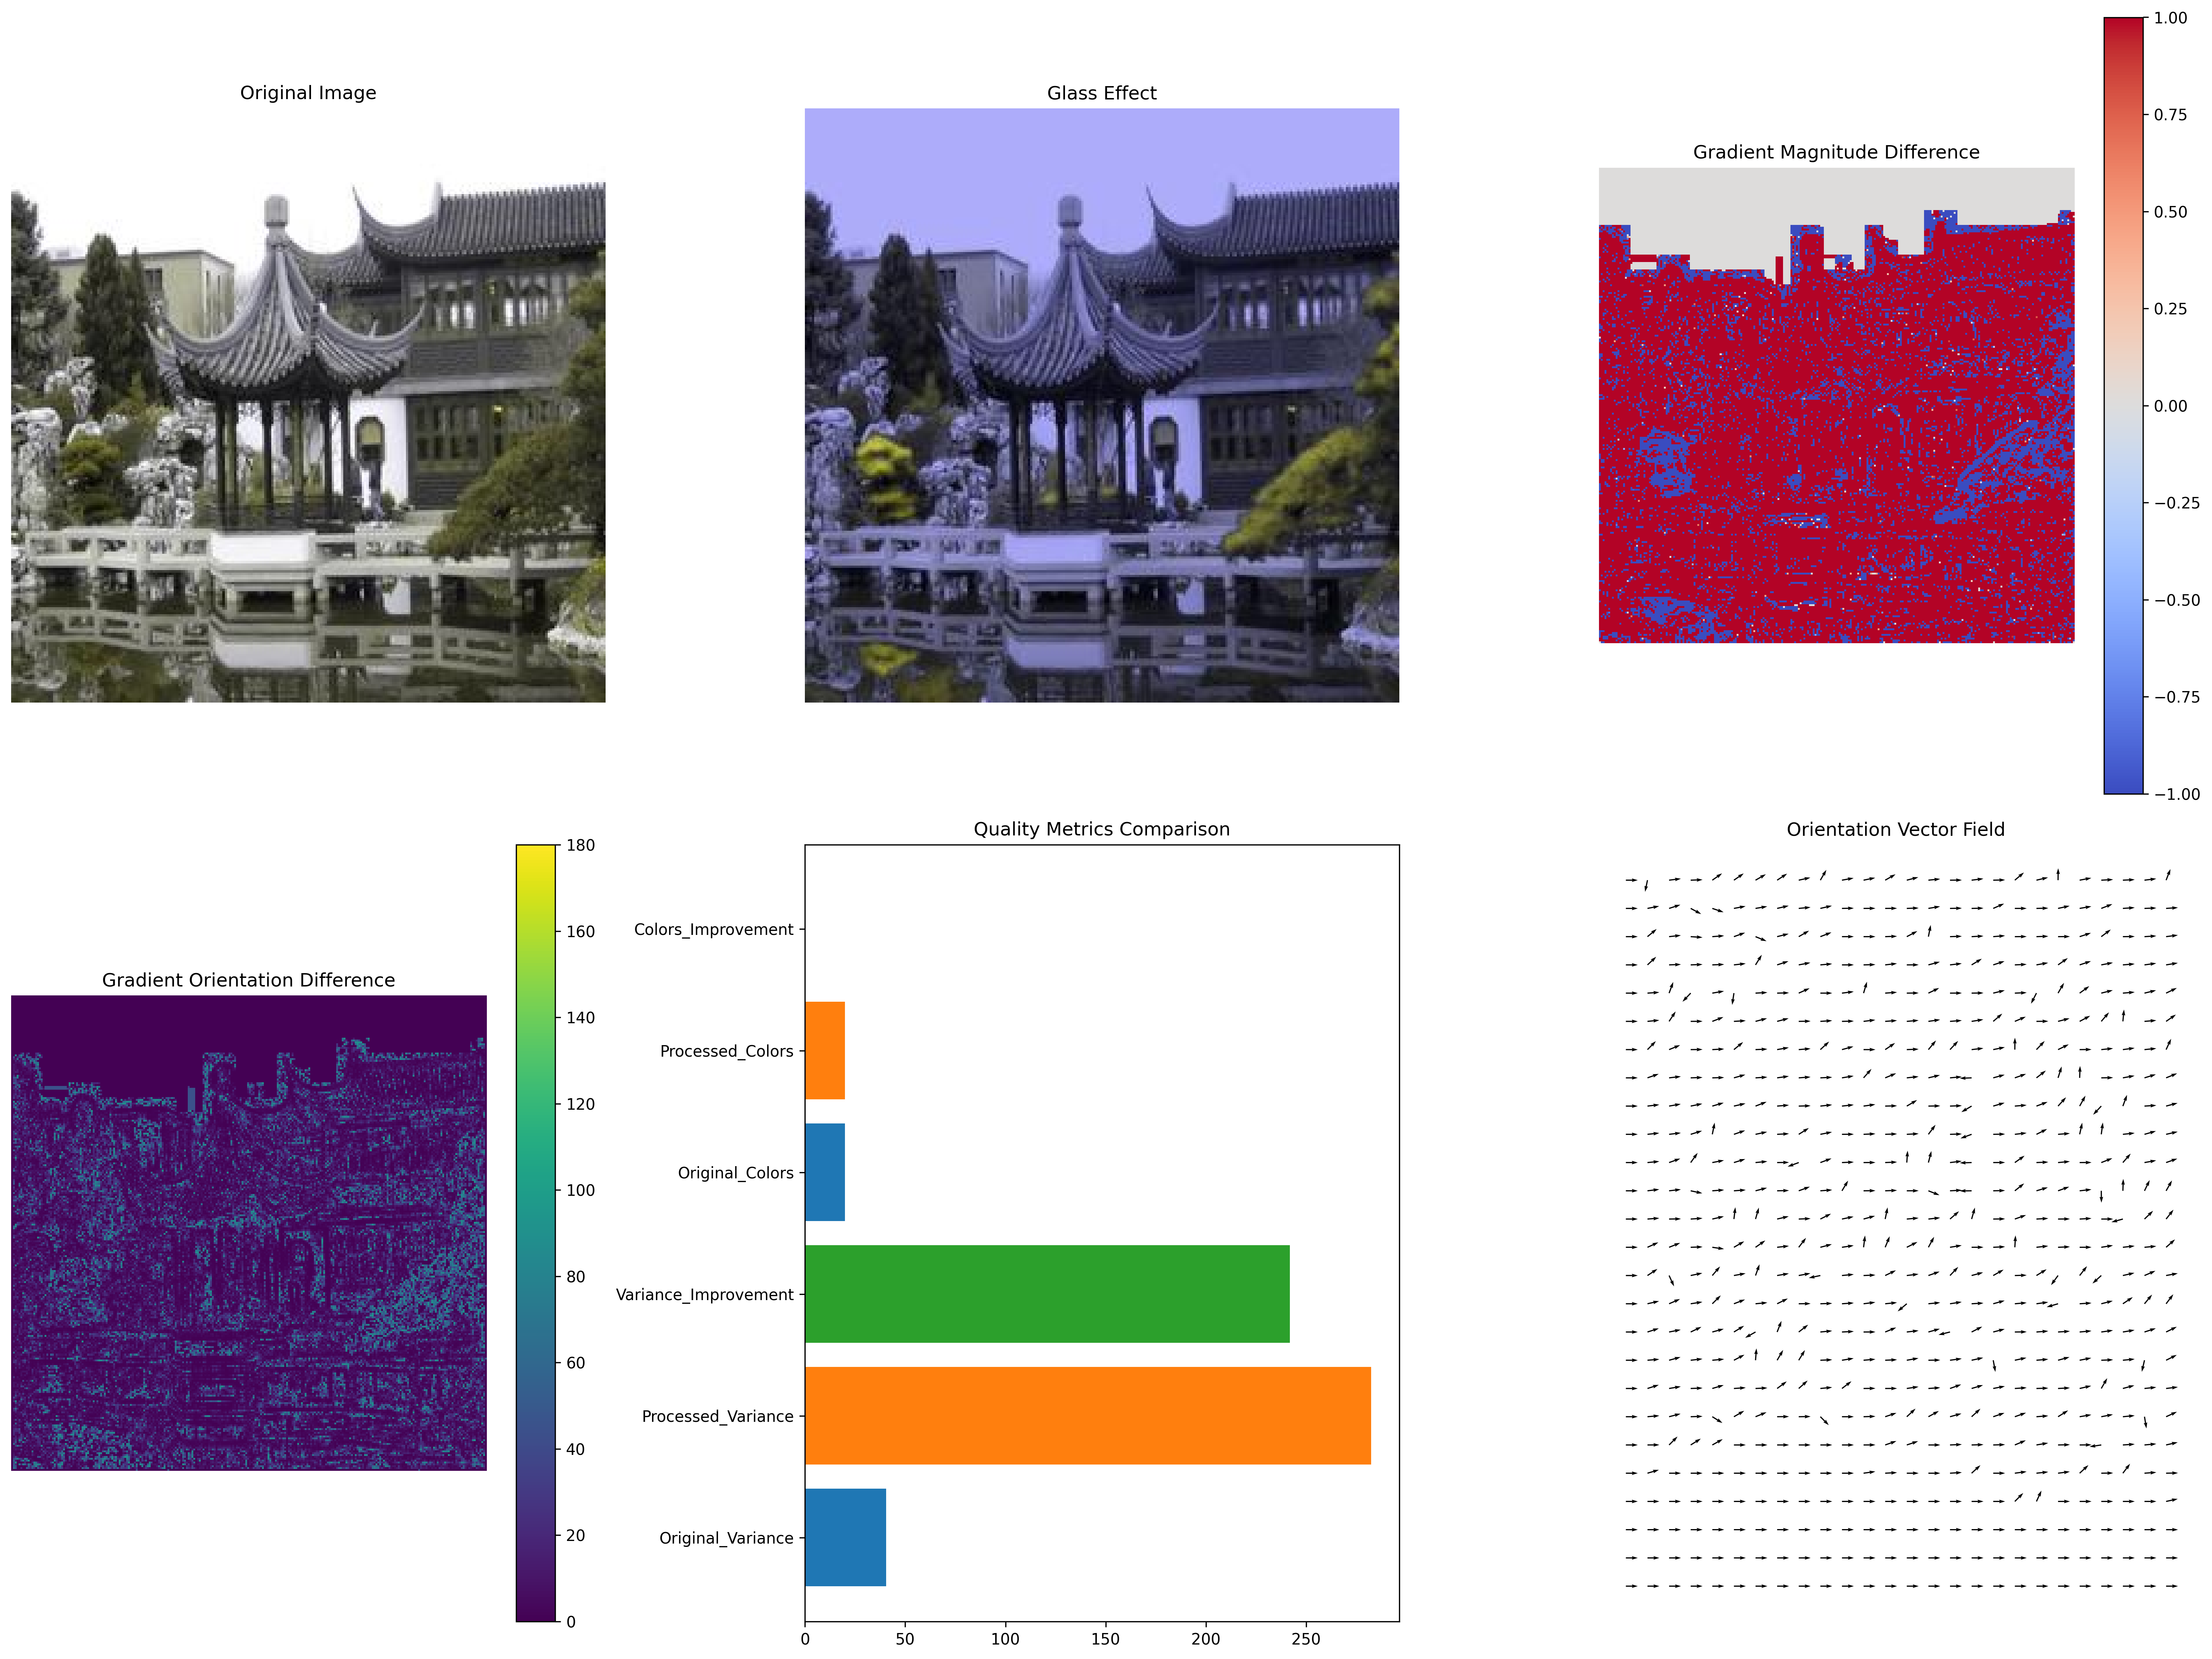 Original Image
Glass Effect
Gradient Magnitude Difference
1.00
0.75
0.50
0.25
0.00
−0.25
−0.50
−0.75
−1.00
Gradient Orientation Difference
180
160
140
120
100
80
60
40
20
0
Quality Metrics Comparison
Colors_Improvement
Processed_Colors
Original_Colors
Variance_Improvement
Processed_Variance
Original_Variance
0 50 100 150 200 250
Orientation Vector Field